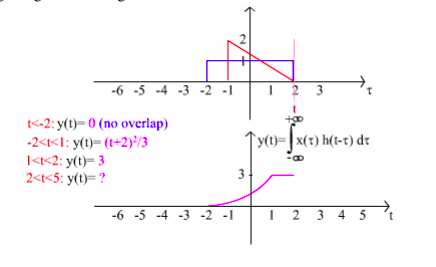 2
1
-6 -5 -4 -3 -2 -1 1 2 3 τ
t<-2: y(t)= 0 (no overlap)
-2<t<1: y(t)= (t+2)²/3
1<t<2: y(t)= 3
2<t<5: y(t)= ?
y(t)=∫x(τ) h(t-τ) dτ
+∞
-∞
3
-6 -5 -4 -3 -2 -1 1 2 3 4 5 t